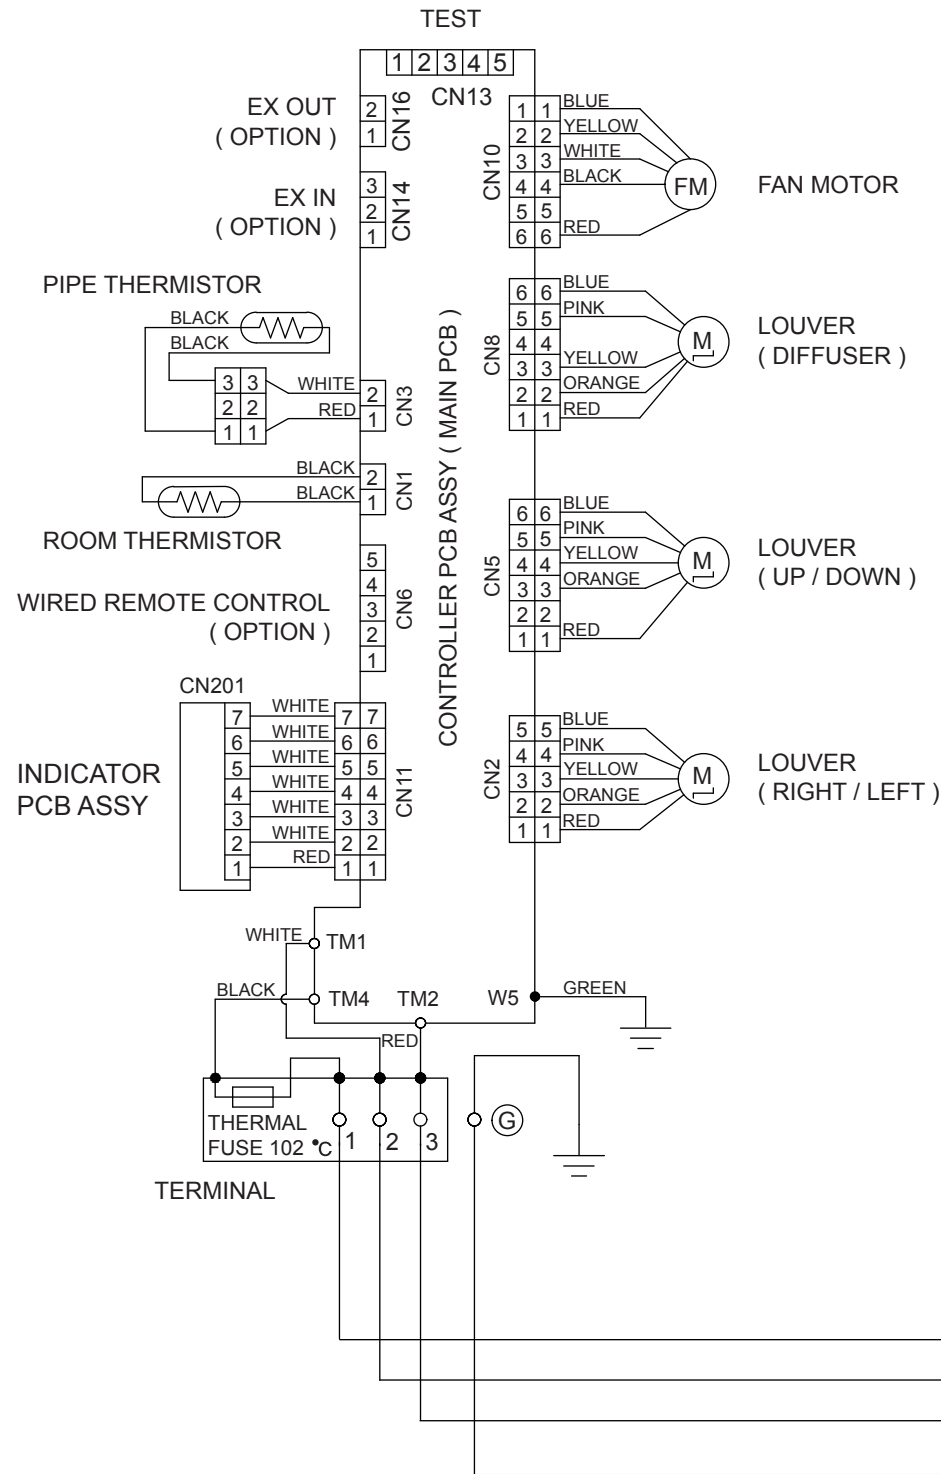 TEST
1 2 3 4 5
CN13
EX OUT
( OPTION )
2
1
CN16
EX IN
( OPTION )
3
2
1
CN14
PIPE THERMISTOR
BLACK
BLACK
3 3
2 2
1 1
WHITE
RED
2
1
CN3
BLACK
BLACK
2
1
CN1
ROOM THERMISTOR
WIRED REMOTE CONTROL
( OPTION )
5
4
3
2
1
CN6
CN201
INDICATOR
PCB ASSY
7 WHITE 7 7
6 WHITE 6 6
5 WHITE 5 5
4 WHITE 4 4
3 WHITE 3 3
2 WHITE 2 2
1 RED 1 1
CN11
CONTROLLER PCB ASSY ( MAIN PCB )
CN10
1 1 BLUE
2 2 YELLOW
3 3 WHITE
4 4 BLACK
5 5
6 6 RED
FM
FAN MOTOR
CN8
6 6 BLUE
5 5 PINK
4 4
3 3 YELLOW
2 2 ORANGE
1 1 RED
M
LOUVER
( DIFFUSER )
CN5
6 6 BLUE
5 5 PINK
4 4 YELLOW
3 3 ORANGE
2 2
1 1 RED
M
LOUVER
( UP / DOWN )
CN2
5 5 BLUE
4 4 PINK
3 3 YELLOW
2 2 ORANGE
1 1 RED
M
LOUVER
( RIGHT / LEFT )
WHITE TM1
BLACK TM4 TM2 W5 GREEN
RED
THERMAL
FUSE 102 °C
1 2 3
G
TERMINAL